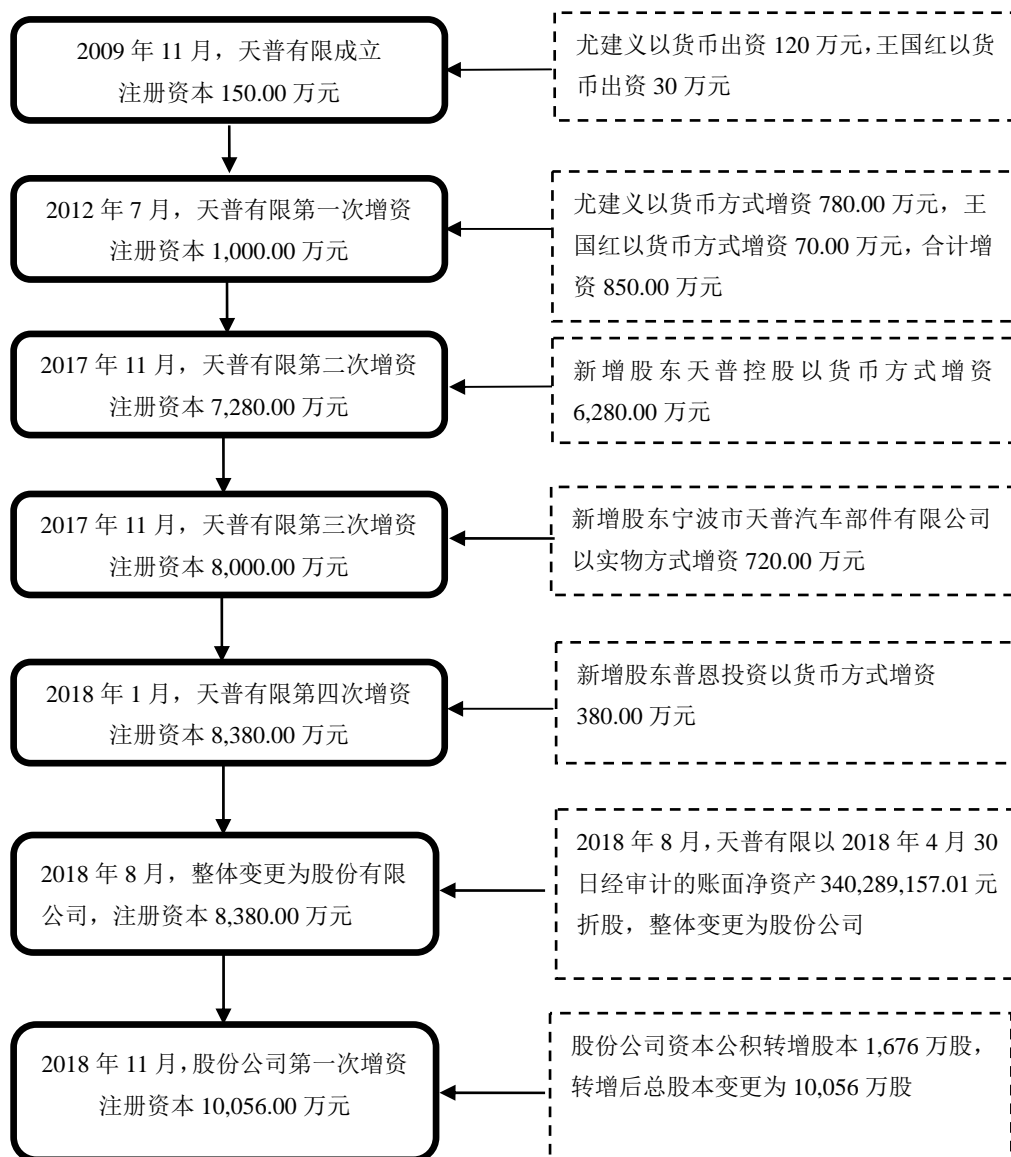 2009 年 11 月，天普有限成立
注册资本 150.00 万元
尤建义以货币出资 120 万元，王国红以货
币出资 30 万元
2012 年 7 月，天普有限第一次增资
注册资本 1,000.00 万元
尤建义以货币方式增资 780.00 万元，王
国红以货币方式增资 70.00 万元，合计增
资 850.00 万元
2017 年 11 月，天普有限第二次增资
注册资本 7,280.00 万元
新增股东天普控股以货币方式增资
6,280.00 万元
2017 年 11 月，天普有限第三次增资
注册资本 8,000.00 万元
新增股东宁波市天普汽车部件有限公司
以实物方式增资 720.00 万元
2018 年 1 月，天普有限第四次增资
注册资本 8,380.00 万元
新增股东普恩投资以货币方式增资
380.00 万元
2018 年 8 月，整体变更为股份有限
公司，注册资本 8,380.00 万元
2018 年 8 月，天普有限以 2018 年 4 月 30
日经审计的账面净资产 340,289,157.01 元
折股，整体变更为股份公司
2018 年 11 月，股份公司第一次增资
注册资本 10,056.00 万元
股份公司资本公积转增股本 1,676 万股，
转增后总股本变更为 10,056 万股